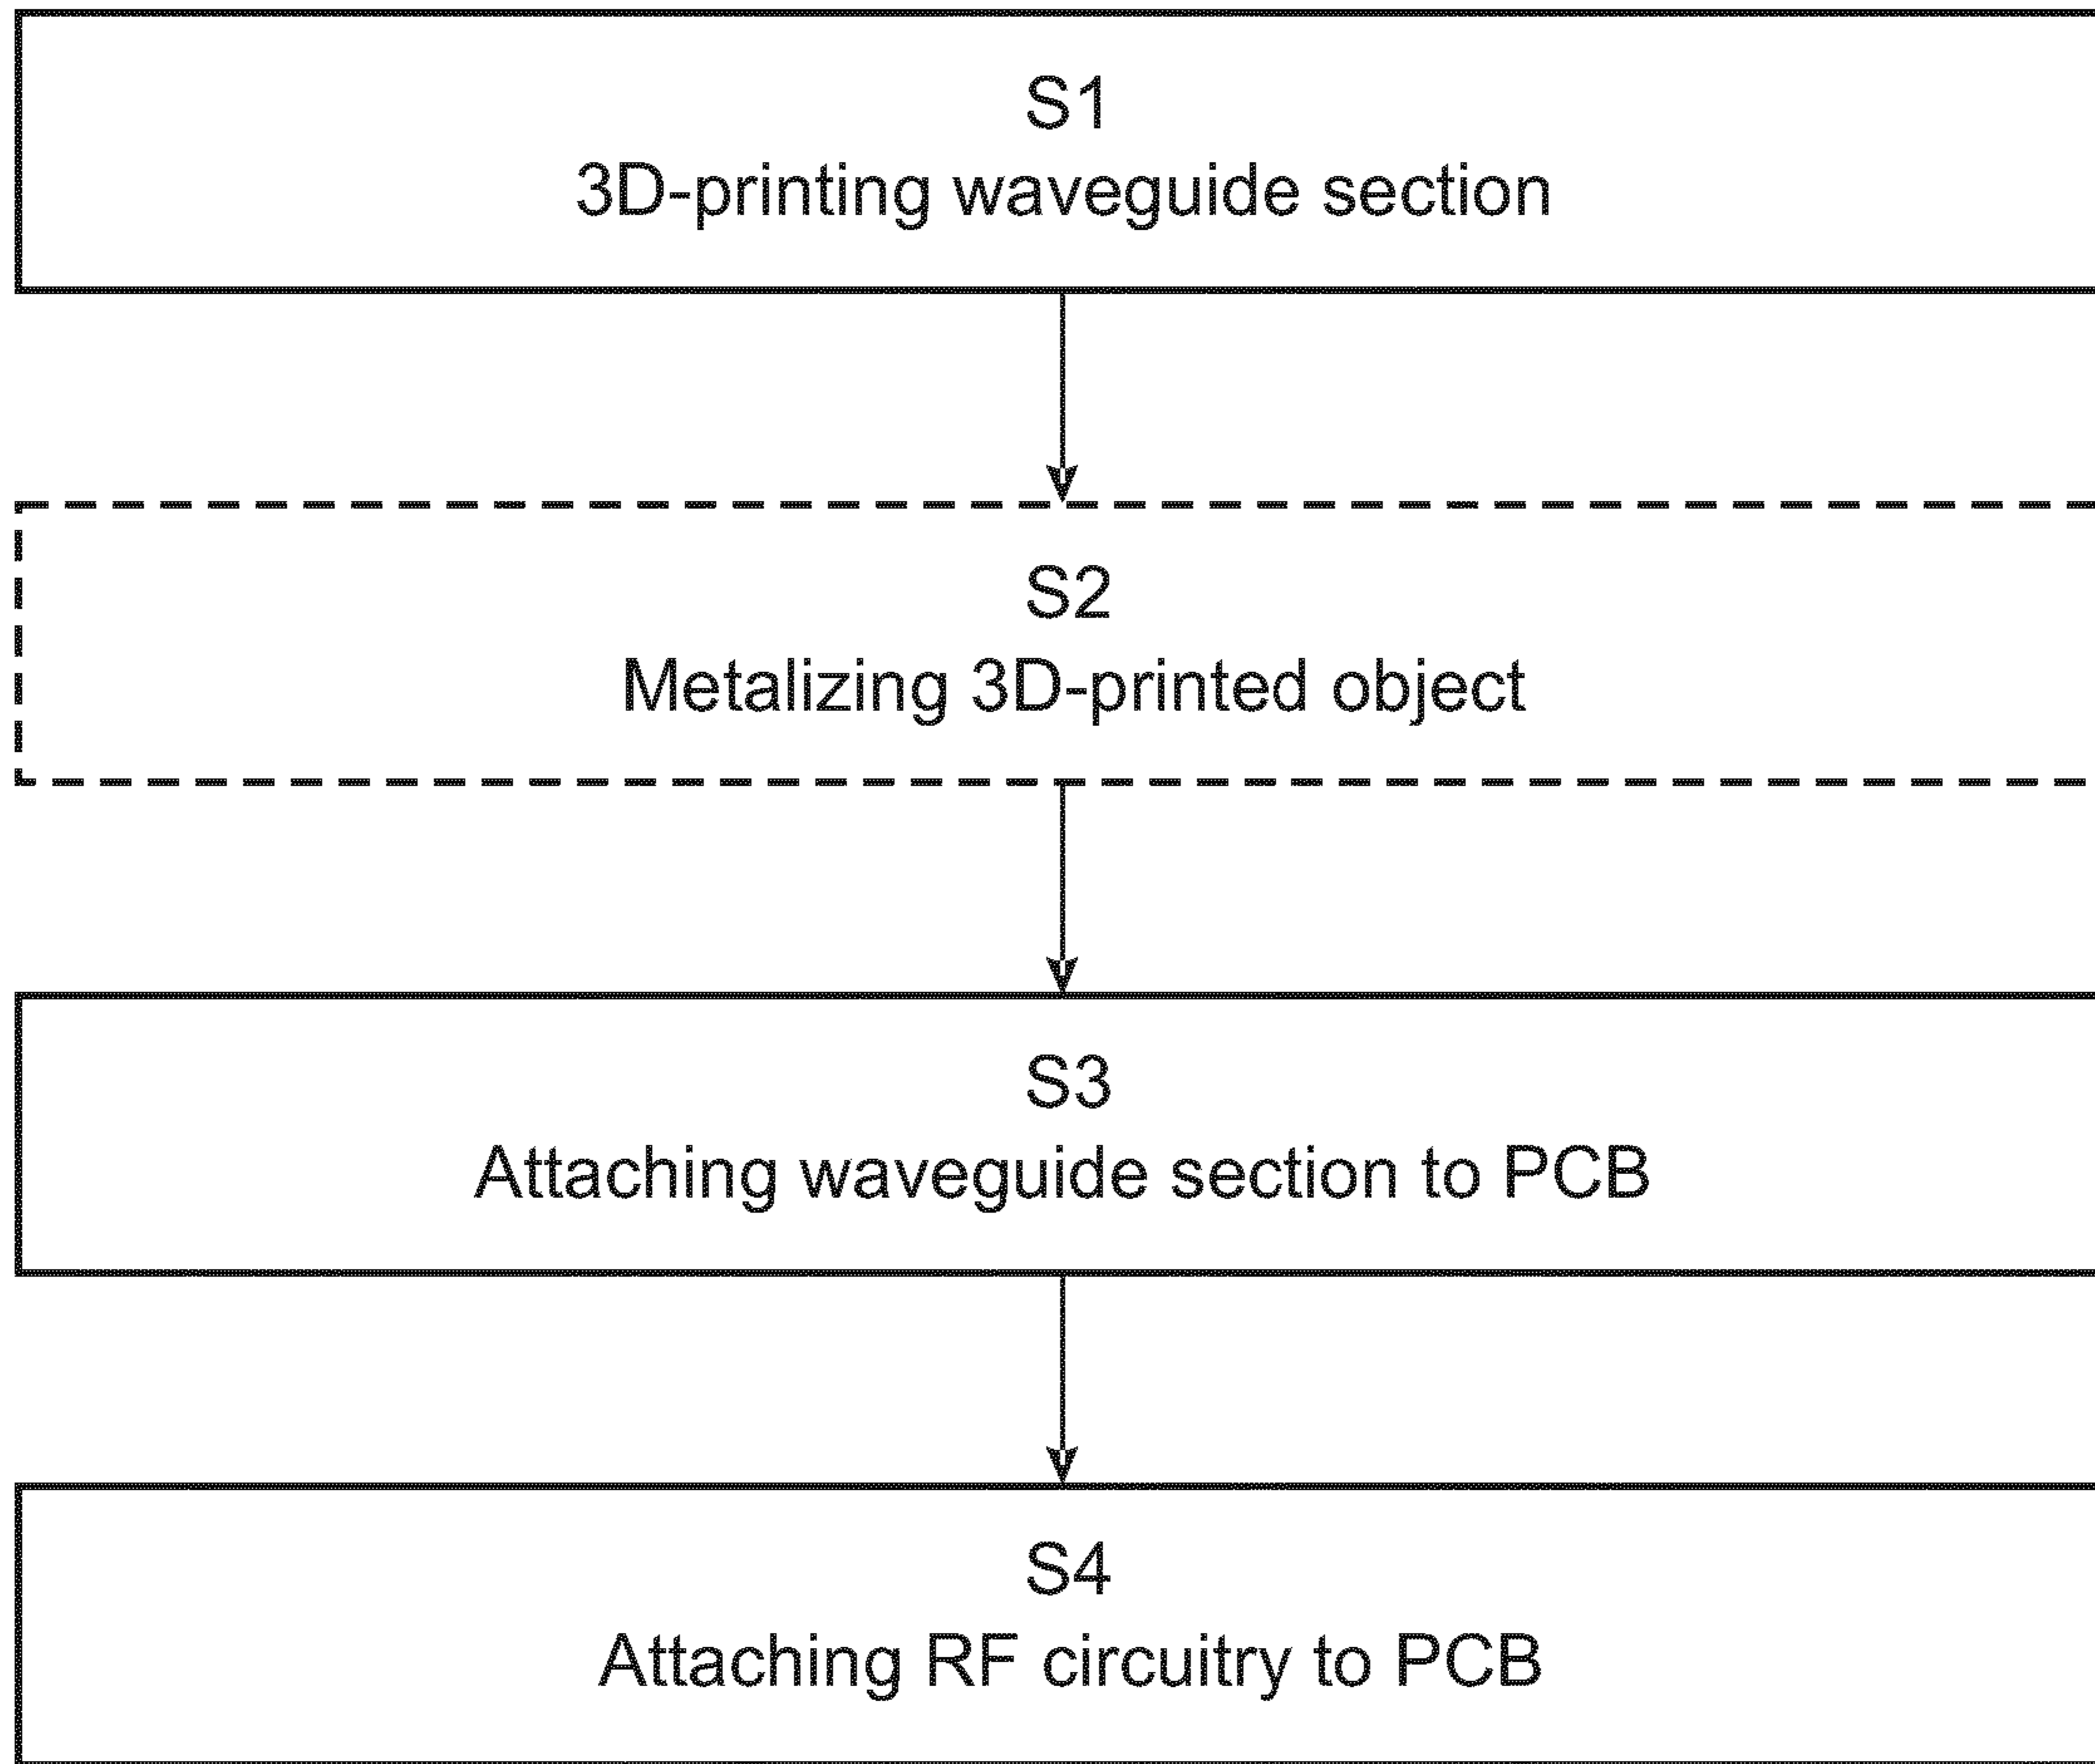 S1
3D-printing waveguide section
S2
Metalizing 3D-printed object
S3
Attaching waveguide section to PCB
S4
Attaching RF circuitry to PCB